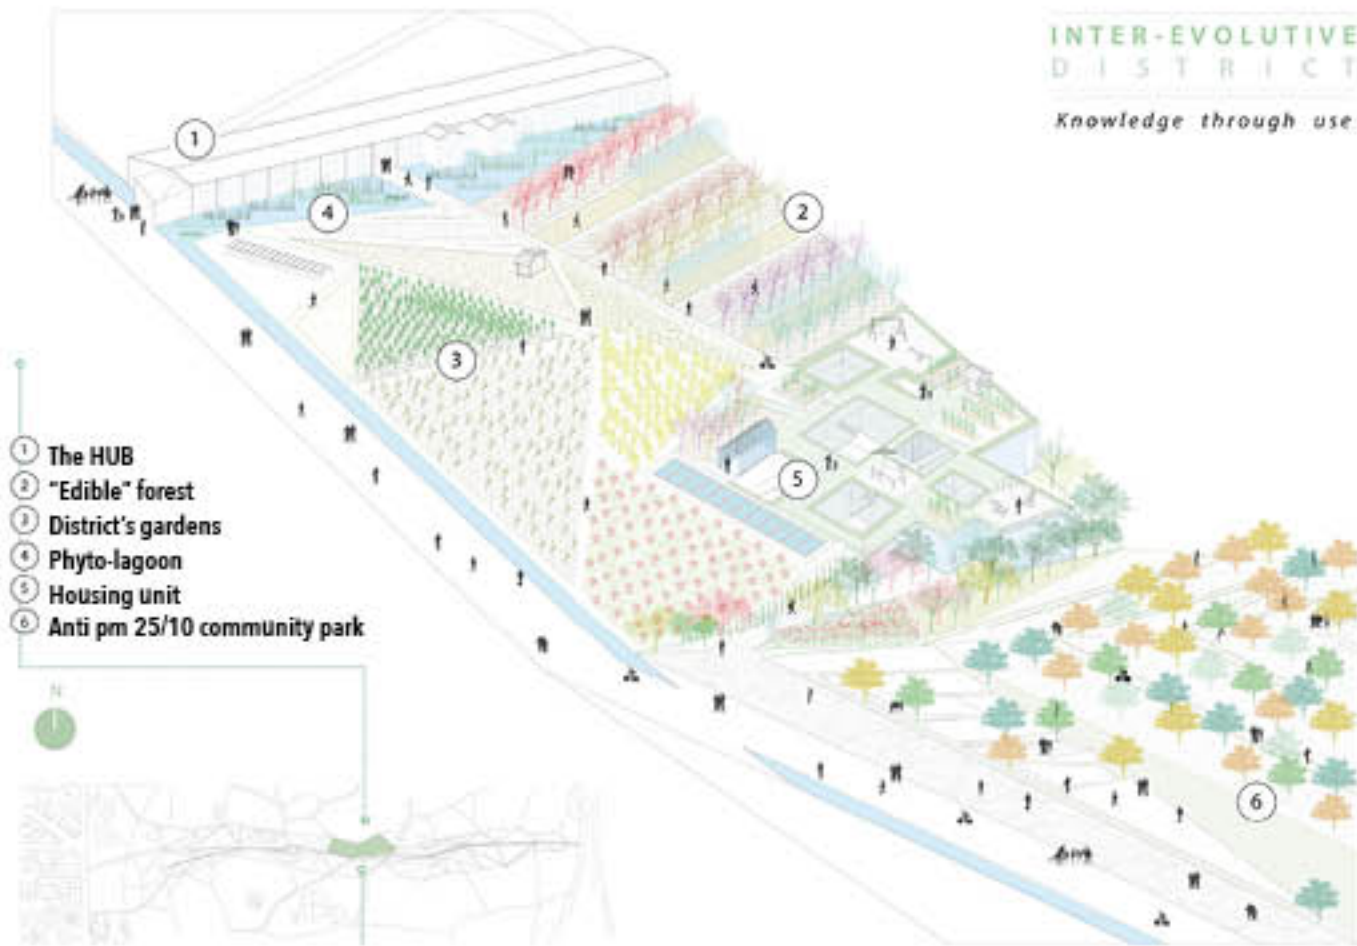 INTER-EVOLUTIVE
DISTRICT
Knowledge through use
1
4
2
3
5
1 The HUB
2 "Edible" forest
3 District's gardens
4 Phyto-lagoon
5 Housing unit
6 Anti pm 25/10 community park
N
6